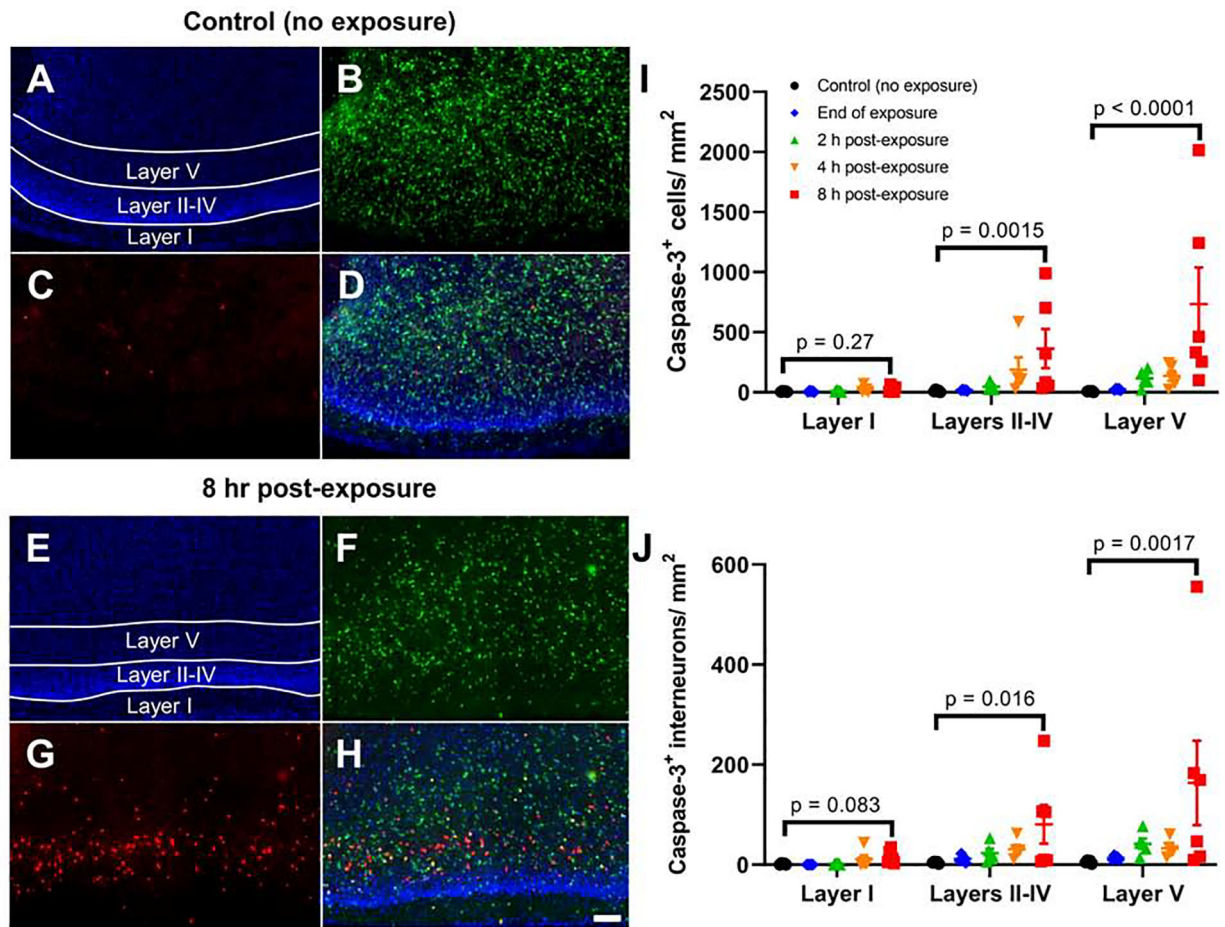 Control (no exposure)
A
Layer V
Layer II-IV
Layer I
B
C
D
8 hr post-exposure
E
Layer V
Layer II-IV
Layer I
F
G
H
I
Control (no exposure)
End of exposure
2 h post-exposure
4 h post-exposure
8 h post-exposure
Caspase-3⁺ cells/ mm²
2500
2000
1500
1000
500
0
p = 0.27
p = 0.0015
p < 0.0001
Layer I
Layers II-IV
Layer V
J
Caspase-3⁺ interneurons/ mm²
600
400
200
0
p = 0.083
p = 0.016
p = 0.0017
Layer I
Layers II-IV
Layer V